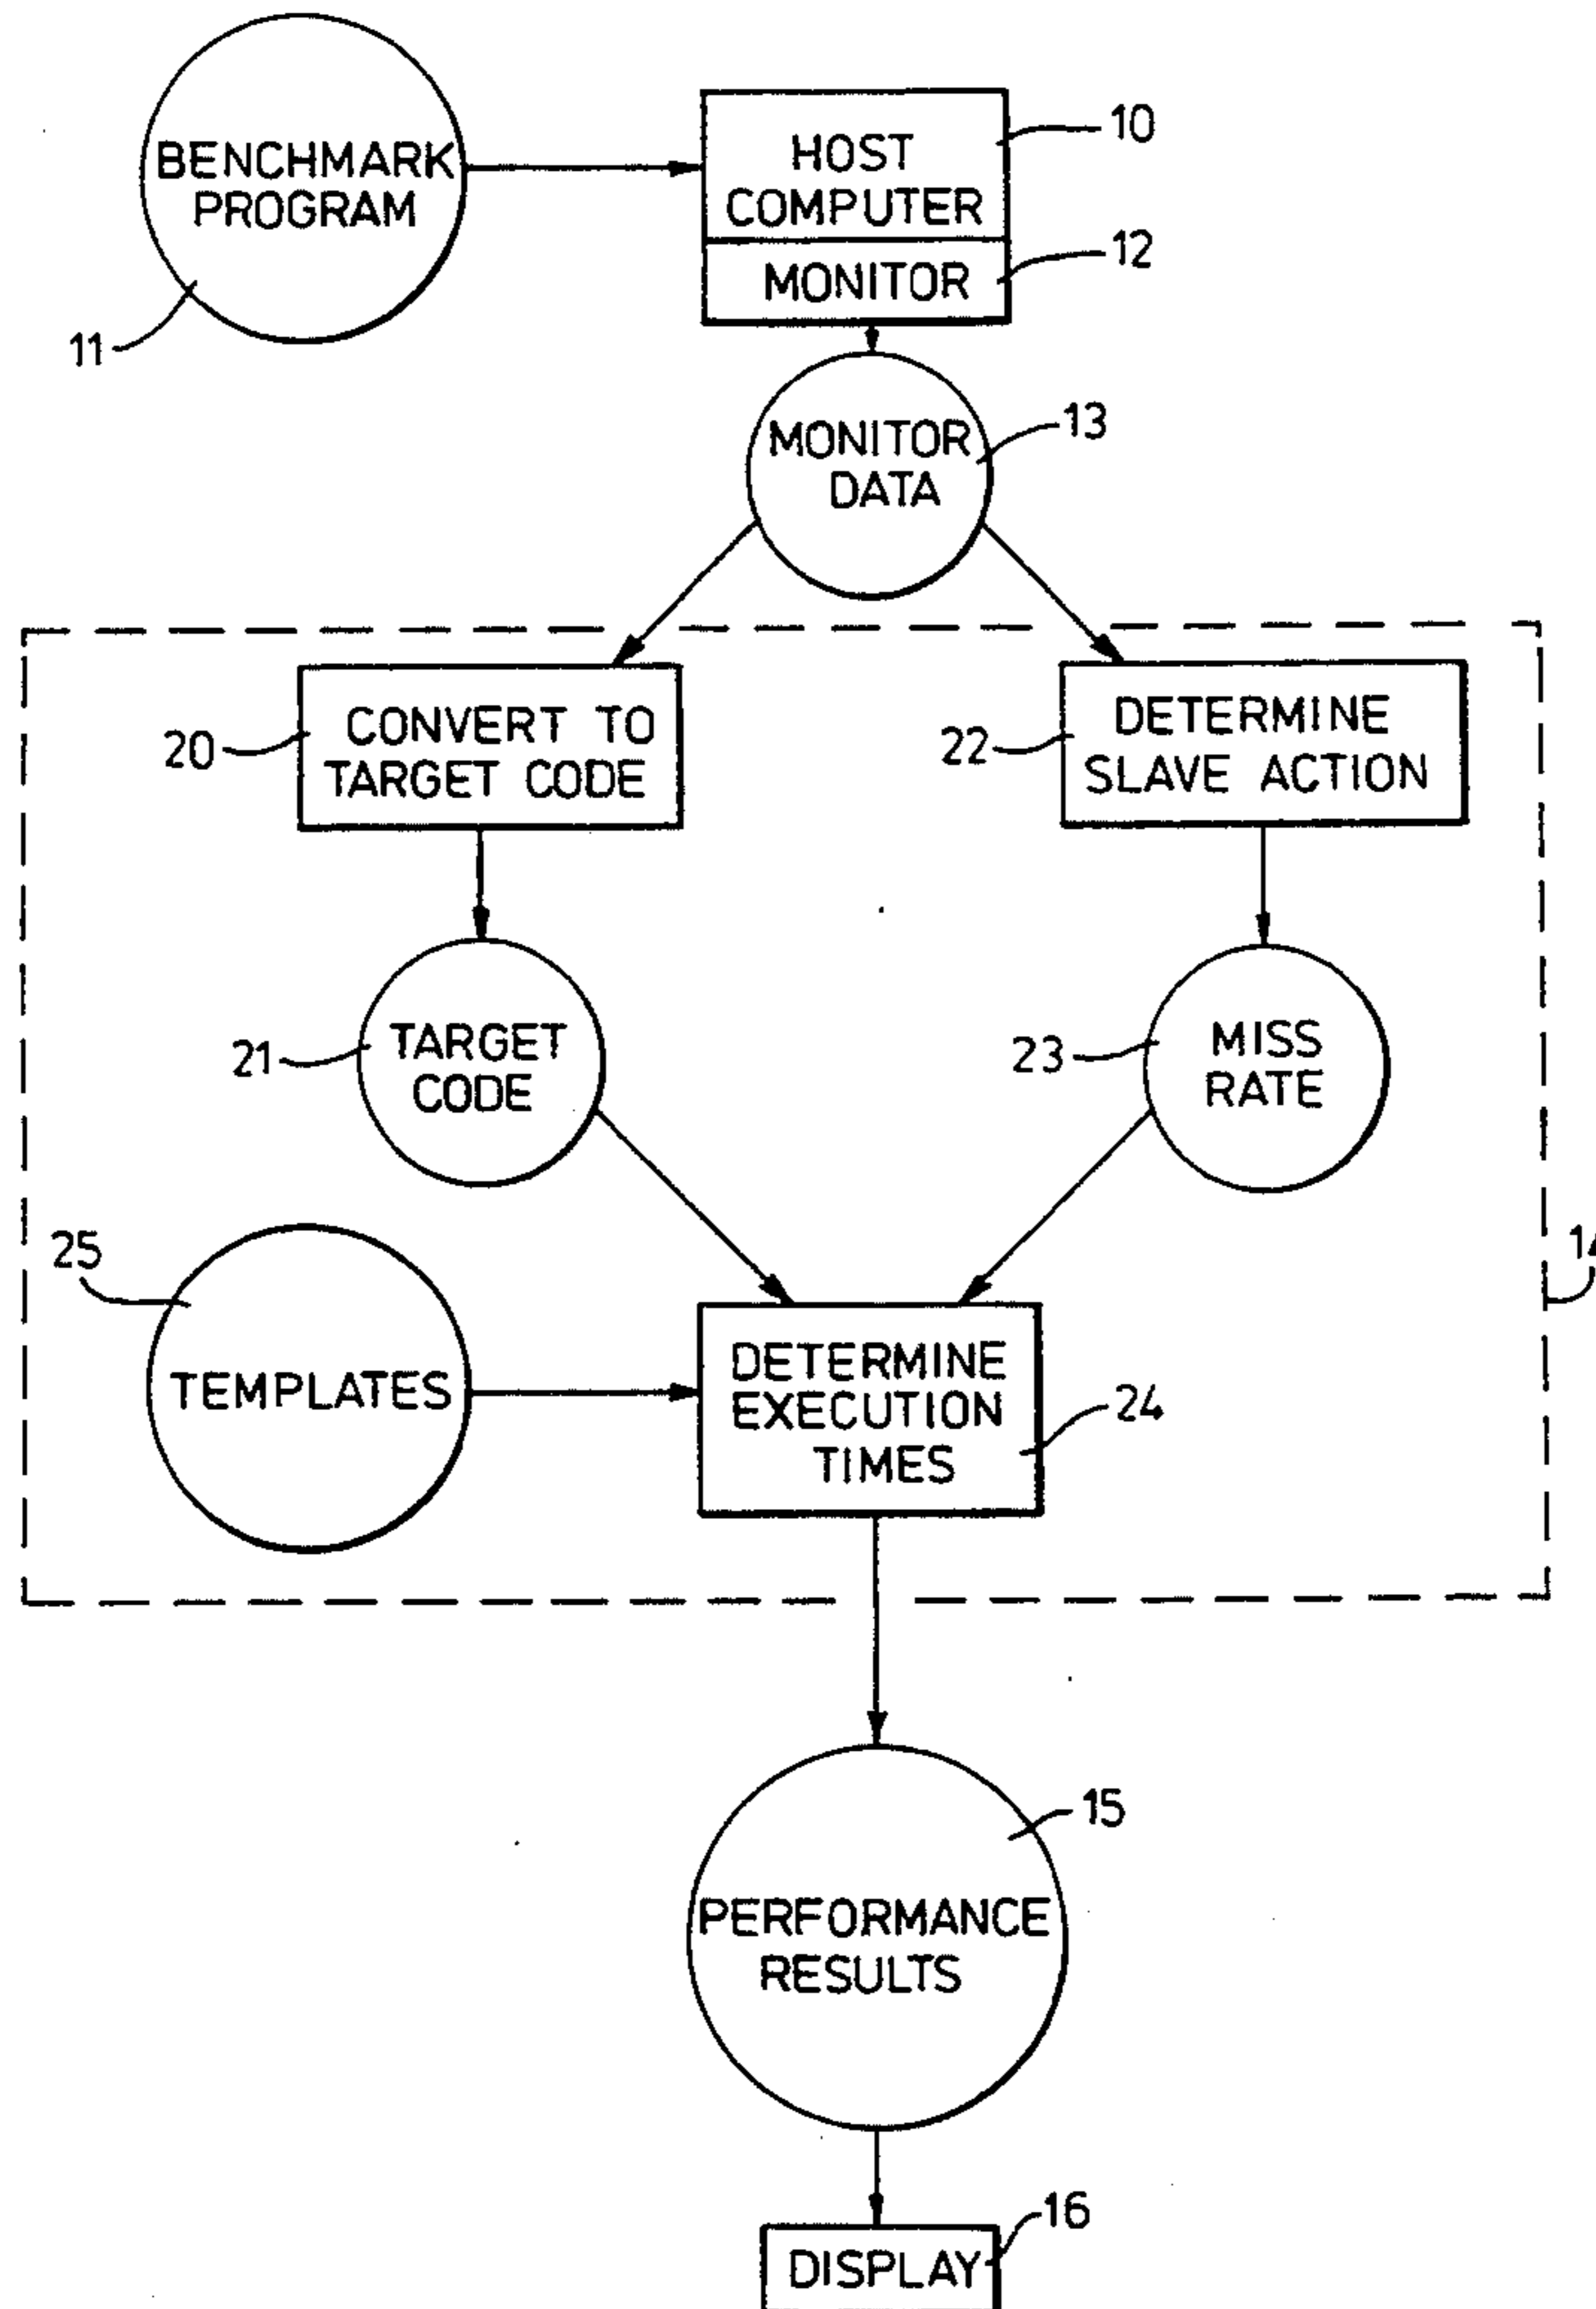 BENCHMARK
PROGRAM
11
HOST
COMPUTER
10
MONITOR
12
MONITOR
DATA
13
CONVERT TO
TARGET CODE
20
DETERMINE
SLAVE ACTION
22
TARGET
CODE
21
MISS
RATE
23
25
TEMPLATES
DETERMINE
EXECUTION
TIMES
24
PERFORMANCE
RESULTS
15
DISPLAY
16